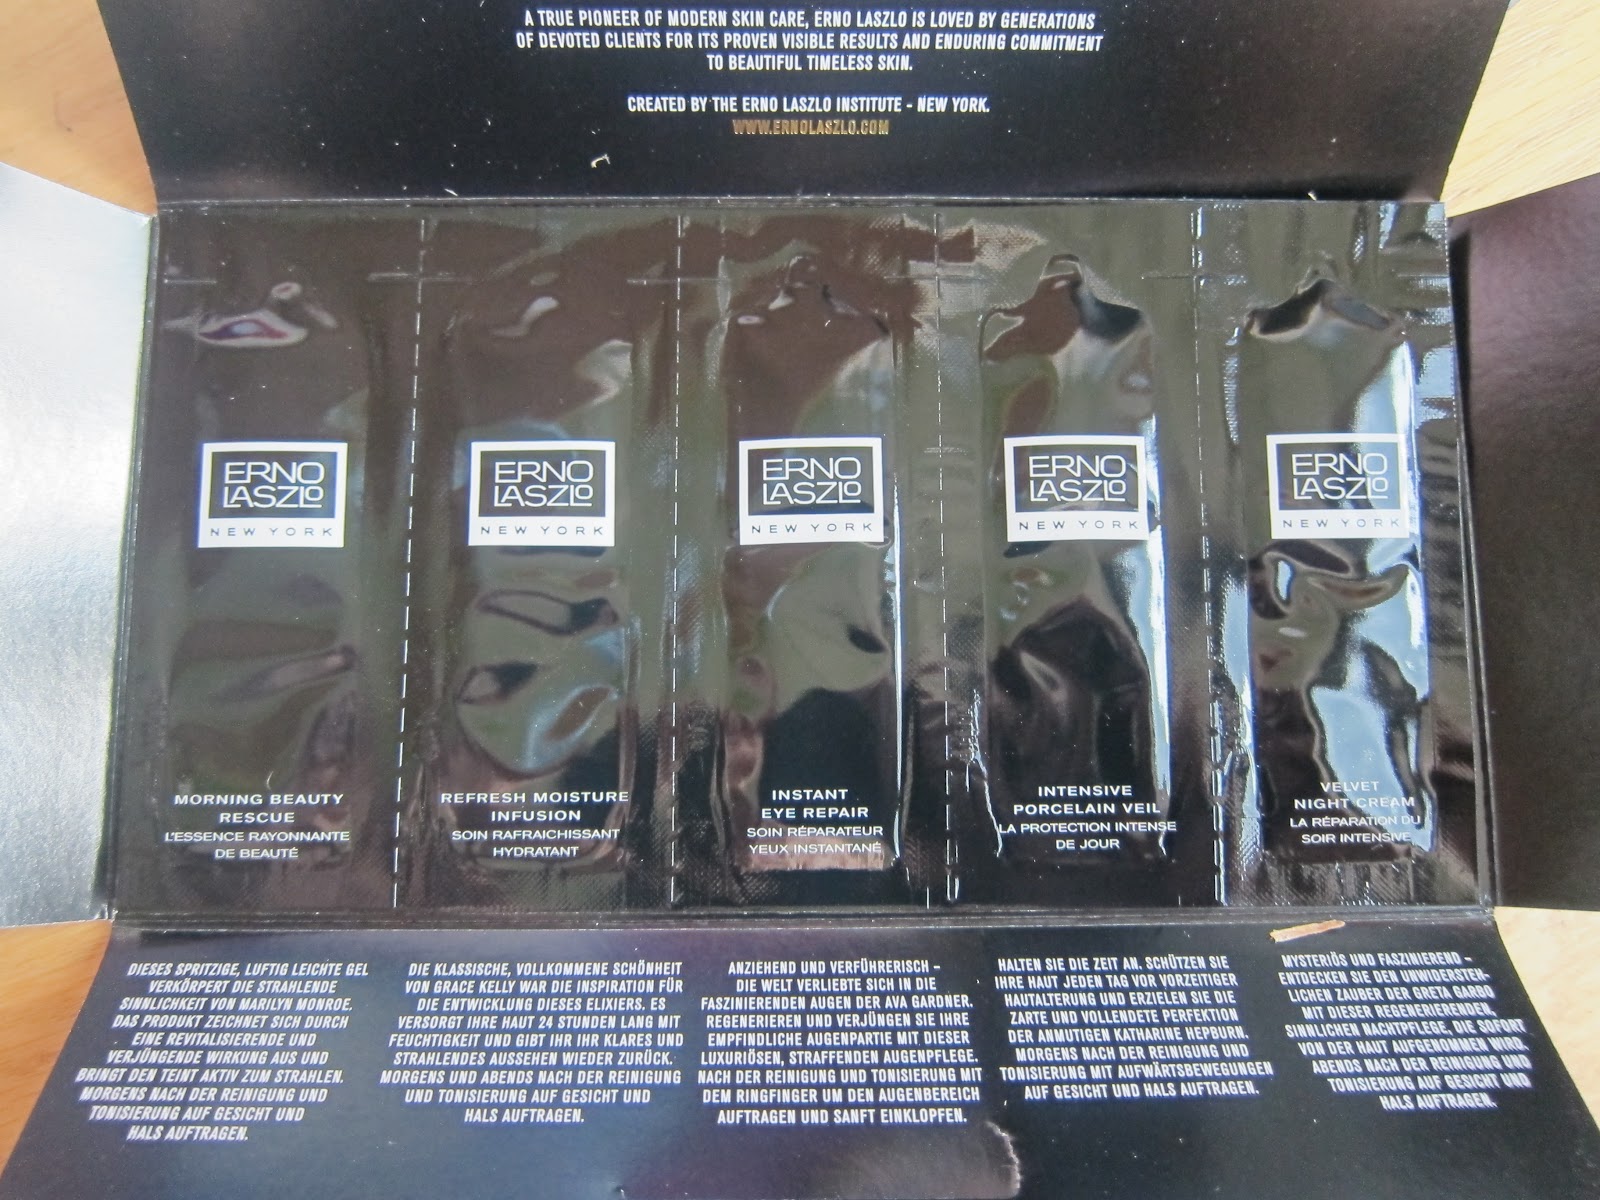 A TRUE PIONEER OF MODERN SKIN CARE, ERNO LASZLO IS LOVED BY GENERATIONS
OF DEVOTED CLIENTS FOR ITS PROVEN VISIBLE RESULTS AND ENDURING COMMITMENT
TO BEAUTIFUL TIMELESS SKIN.
CREATED BY THE ERNO LASZLO INSTITUTE - NEW YORK.
WWW.ERNOLASZLO.COM
ERNO
LASZLO
NEW YORK
MORNING BEAUTY
RESCUE
L'ESSENCE RAYONNANTE
DE BEAUTÉ
ERNO
LASZLO
NEW YORK
REFRESH MOISTURE
INFUSION
SOIN RAFRAICHISSANT
HYDRATANT
ERNO
LASZLO
NEW YORK
INSTANT
EYE REPAIR
SOIN RÉPARATEUR
YEUX INSTANTANÉ
ERNO
LASZLO
NEW YORK
INTENSIVE
PORCELAIN VEIL
LA PROTECTION INTENSE
DE JOUR
ERNO
LASZLO
NEW YORK
VELVET
NIGHT CREAM
LA RÉPARATION DU
SOIR INTENSIVE
DIESES SPRITZIGE, LUFTIG LEICHTE GEL
VERKÖRPERT DIE STRAHLENDE
SINNLICHKEIT VON MARILYN MONROE.
DAS PRODUKT ZEICHNET SICH DURCH
EINE REVITALISIERENDE UND
VERJÜNGENDE WIRKUNG AUS UND
BRINGT DEN TEINT AKTIV ZUM STRAHLEN.
MORGENS NACH DER REINIGUNG UND
TONISIERUNG AUF GESICHT UND
HALS AUFTRAGEN.
DIE KLASSISCHE, VOLLKOMMENE SCHÖNHEIT
VON GRACE KELLY WAR DIE INSPIRATION FÜR
DIE ENTWICKLUNG DIESES ELIXIERS. ES
VERSORGT IHRE HAUT 24 STUNDEN LANG MIT
FEUCHTIGKEIT UND GIBT IHR IHR KLARES UND
STRAHLENDES AUSSEHEN WIEDER ZURÜCK.
MORGENS UND ABENDS NACH DER REINIGUNG
UND TONISIERUNG AUF GESICHT UND
HALS AUFTRAGEN.
ANZIEHEND UND VERFÜHRERISCH –
DIE WELT VERLIEBTE SICH IN DIE
FASZINIERENDEN AUGEN DER AVA GARDNER.
REGENERIEREN UND VERJÜNGEN SIE IHRE
EMPFINDLICHE AUGENPARTIE MIT DIESER
LUXURIÖSEN, STRAFFENDEN AUGENPFLEGE.
NACH DER REINIGUNG UND TONISIERUNG MIT
DEM RINGFINGER UM DEN AUGENBEREICH
AUFTRAGEN UND SANFT EINKLOPFEN.
HALTEN SIE DIE ZEIT AN. SCHÜTZEN SIE
IHRE HAUT JEDEN TAG VOR VORZEITIGER
HAUTALTERUNG UND ERZIELEN SIE DIE
ZARTE UND VOLLENDETE PERFEKTION
DER ANMUTIGEN KATHARINE HEPBURN.
MORGENS NACH DER REINIGUNG UND
TONISIERUNG MIT AUFWÄRTSBEWEGUNGEN
AUF GESICHT UND HALS AUFTRAGEN.
MYSTERIÖS UND FASZINIEREND –
ENTDECKEN SIE DEN UNWIDERSTEH-
LICHEN ZAUBER DER GRETA GARBO
MIT DIESER REGENERIERENDEN,
SINNLICHEN NACHTPFLEGE, DIE SOFORT
VON DER HAUT AUFGENOMMEN WIRD.
ABENDS NACH DER REINIGUNG UND
TONISIERUNG AUF GESICHT UND
HALS AUFTRAGEN.